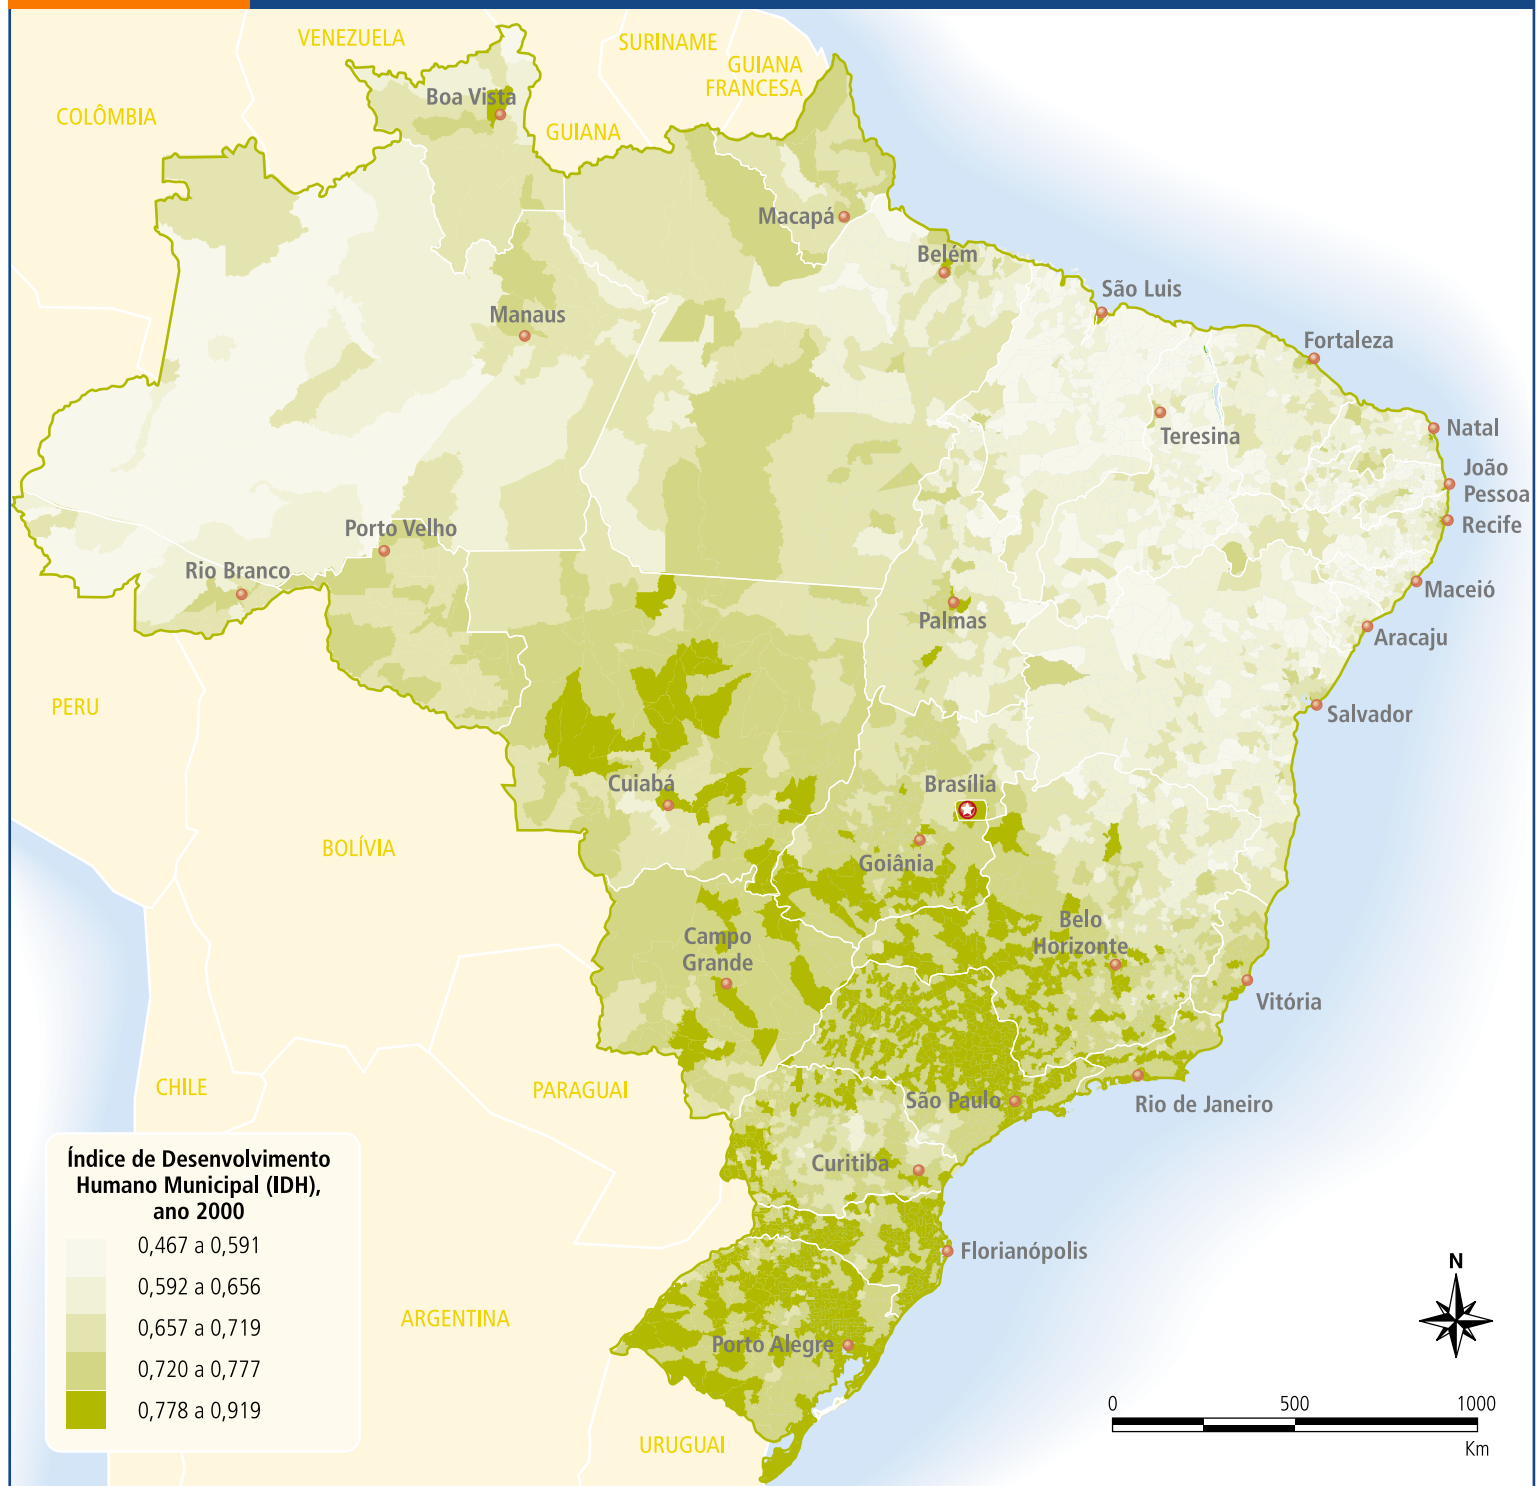 VENEZUELA
SURINAME
GUIANA
FRANCESA
COLÔMBIA
Boa Vista
GUIANA
Macapá
Belém
São Luis
Manaus
Fortaleza
Teresina
Natal
João
Pessoa
Porto Velho
Recife
Rio Branco
Maceió
Palmas
Aracaju
PERU
Salvador
Cuiabá
Brasília
BOLÍVIA
Goiânia
Belo
Horizonte
Campo
Grande
Vitória
CHILE
PARAGUAI
São Paulo
Rio de Janeiro
Curitiba
Florianópolis
ARGENTINA
Porto Alegre
URUGUAI
Índice de Desenvolvimento
Humano Municipal (IDH),
ano 2000
0,467 a 0,591
0,592 a 0,656
0,657 a 0,719
0,720 a 0,777
0,778 a 0,919
N
0 500 1000
Km